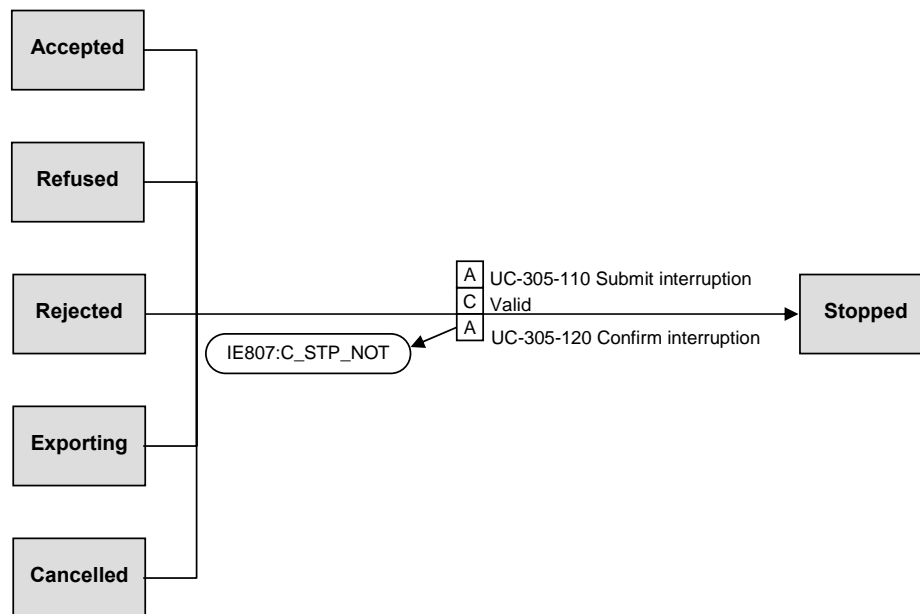 Accepted
Refused
Rejected
Exporting
Cancelled
A UC-305-110 Submit interruption
C Valid
A UC-305-120 Confirm interruption
IE807:C_STP_NOT
Stopped